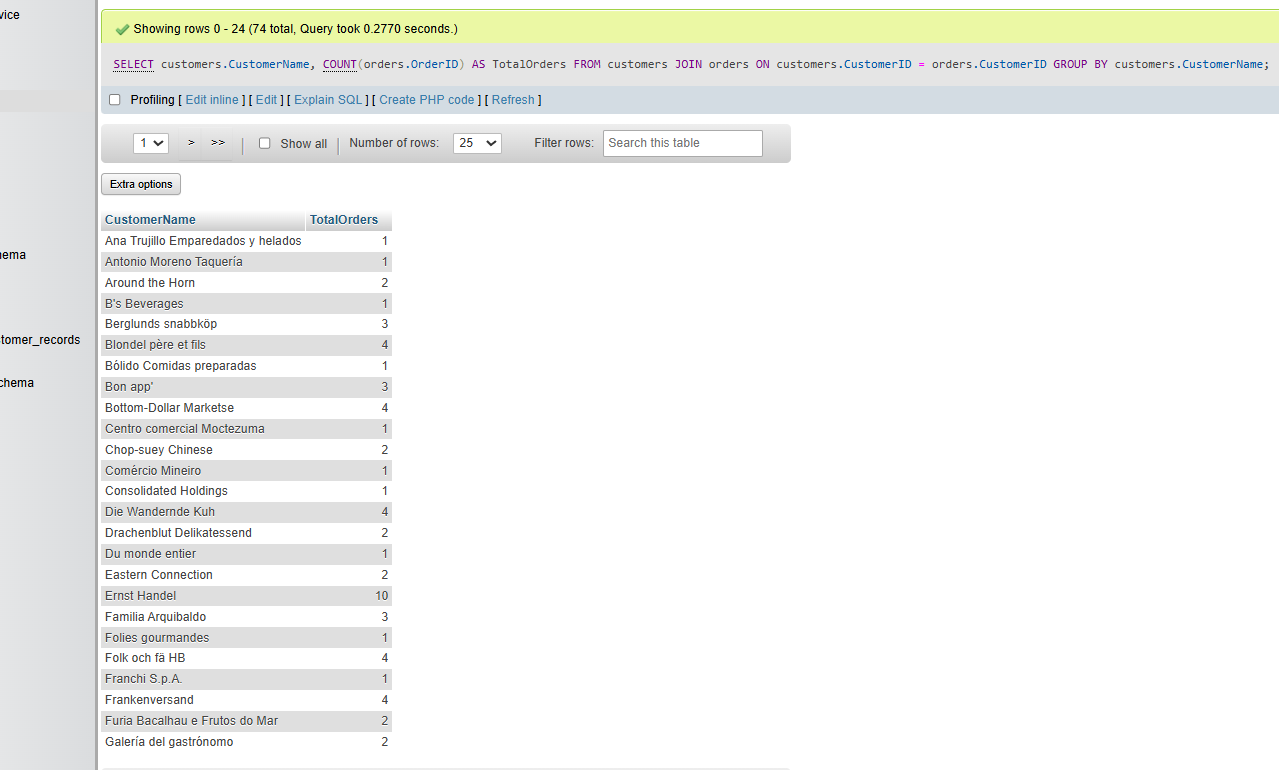 vice
Showing rows 0 - 24 (74 total, Query took 0.2770 seconds.)
SELECT customers.CustomerName, COUNT(orders.OrderID) AS TotalOrders FROM customers JOIN orders ON customers.CustomerID = orders.CustomerID GROUP BY customers.CustomerName;
Profiling [ Edit inline ] [ Edit ] [ Explain SQL ] [ Create PHP code ] [ Refresh ]
1 > >> | Show all | Number of rows: 25 Filter rows: Search this table
Extra options
CustomerName TotalOrders
Ana Trujillo Emparedados y helados 1
hema
Antonio Moreno Taquería 1
Around the Horn 2
B's Beverages 1
Berglunds snabbköp 3
tomer_records
Blondel père et fils 4
Bólido Comidas preparadas 1
chema
Bon app' 3
Bottom-Dollar Marketse 4
Centro comercial Moctezuma 1
Chop-suey Chinese 2
Comércio Mineiro 1
Consolidated Holdings 1
Die Wandernde Kuh 4
Drachenblut Delikatessend 2
Du monde entier 1
Eastern Connection 2
Ernst Handel 10
Familia Arquibaldo 3
Folies gourmandes 1
Folk och fä HB 4
Franchi S.p.A. 1
Frankenversand 4
Furia Bacalhau e Frutos do Mar 2
Galería del gastrónomo 2